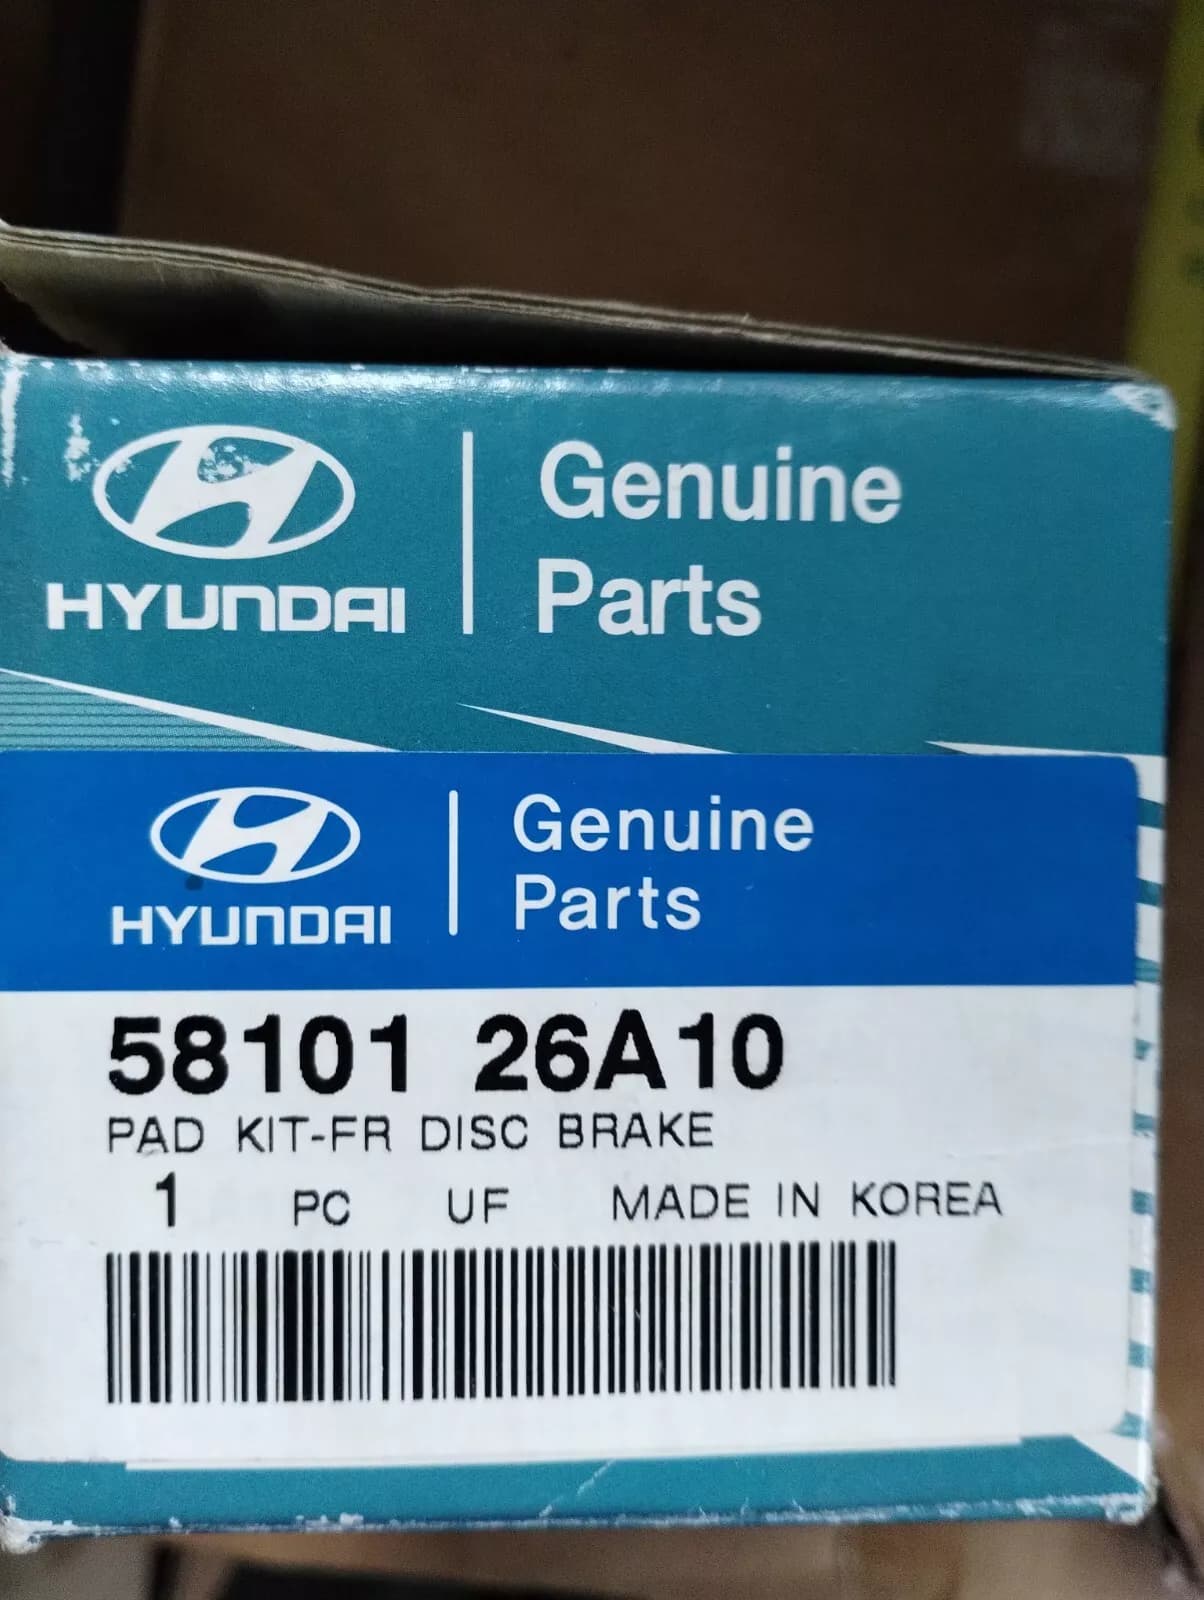 HYUNDAI
Genuine
Parts
HYUNDAI
Genuine
Parts
58101 26A10
PAD KIT-FR DISC BRAKE
1 PC UF MADE IN KOREA